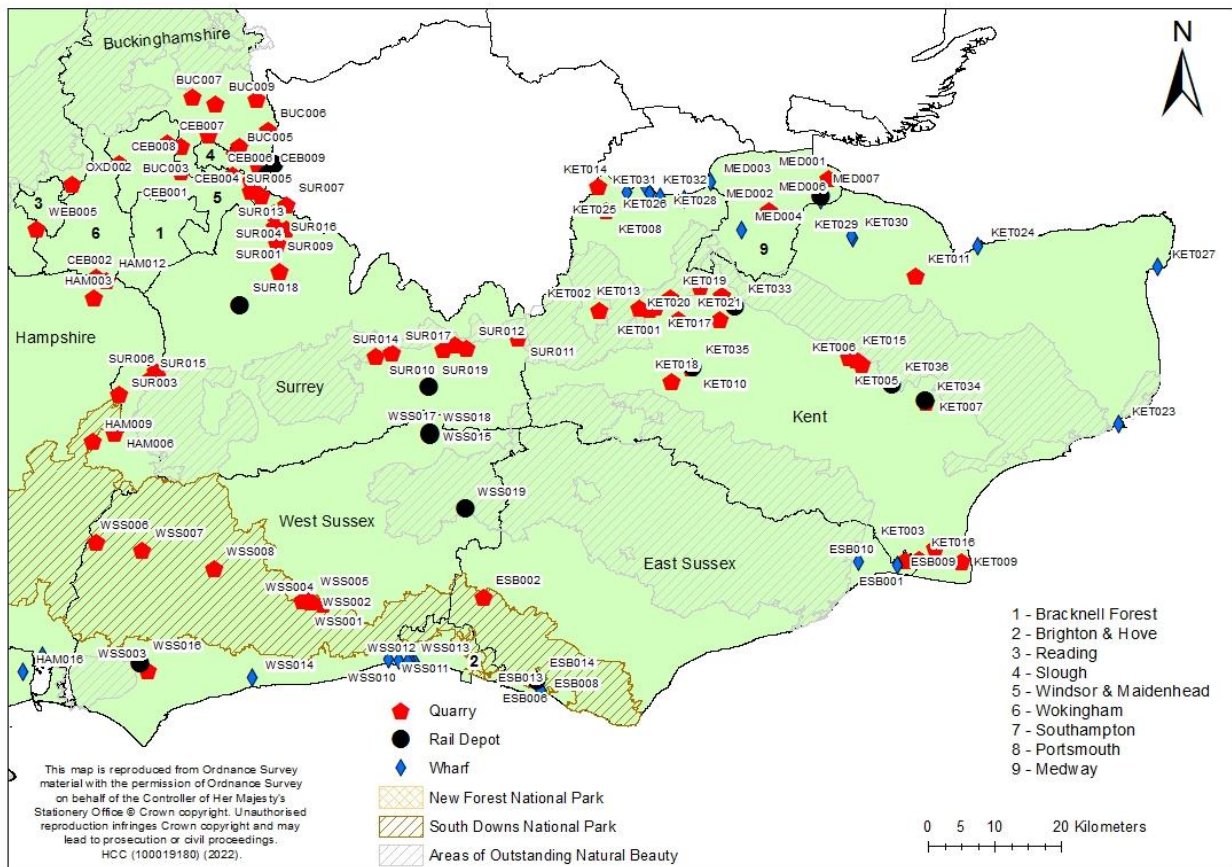 N
Buckinghamshire
BUC007
BUC009
BUC006
CEB007
BUC005
CEB008
4
CEB006
CEB009
OXD002
BUC003
CEB004
SUR005
CEB001
5
SUR007
3
WEB005
SUR013
6
1
SUR004
SUR016
SUR009
SUR001
CEB002
HAM012
HAM003
SUR018
KET014
KET031
KET032
MED003
MED001
MED002
MED006
MED007
KET025
KET026
KET028
KET008
MED004
KET029
KET030
9
KET024
KET027
KET011
KET019
KET002
KET013
KET020
KET021
KET033
KET001
KET017
Hampshire
SUR014
SUR017
SUR012
SUR011
SUR006
SUR015
SUR010
SUR019
SUR003
Surrey
KET035
KET018
KET010
KET006
KET015
KET005
KET036
KET034
KET007
Kent
KET023
WSS017
WSS018
WSS015
HAM009
HAM006
WSS019
West Sussex
WSS006
WSS007
WSS008
WSS005
WSS004
WSS002
WSS001
ESB002
East Sussex
KET003
KET016
ESB010
ESB009
KET009
ESB001
WSS016
WSS003
HAM016
WSS014
WSS012
WSS013
WSS011
WSS010
2
ESB014
ESB013
ESB008
ESB006
1 - Bracknell Forest
2 - Brighton & Hove
3 - Reading
4 - Slough
5 - Windsor & Maidenhead
6 - Wokingham
7 - Southampton
8 - Portsmouth
9 - Medway
Quarry
Rail Depot
Wharf
New Forest National Park
South Downs National Park
Areas of Outstanding Natural Beauty
This map is reproduced from Ordnance Survey
material with the permission of Ordnance Survey
on behalf of the Controller of Her Majesty's
Stationery Office © Crown copyright. Unauthorised
reproduction infringes Crown copyright and may
lead to prosecution or civil proceedings.
HCC (100019180) (2022).
0 5 10 20 Kilometers